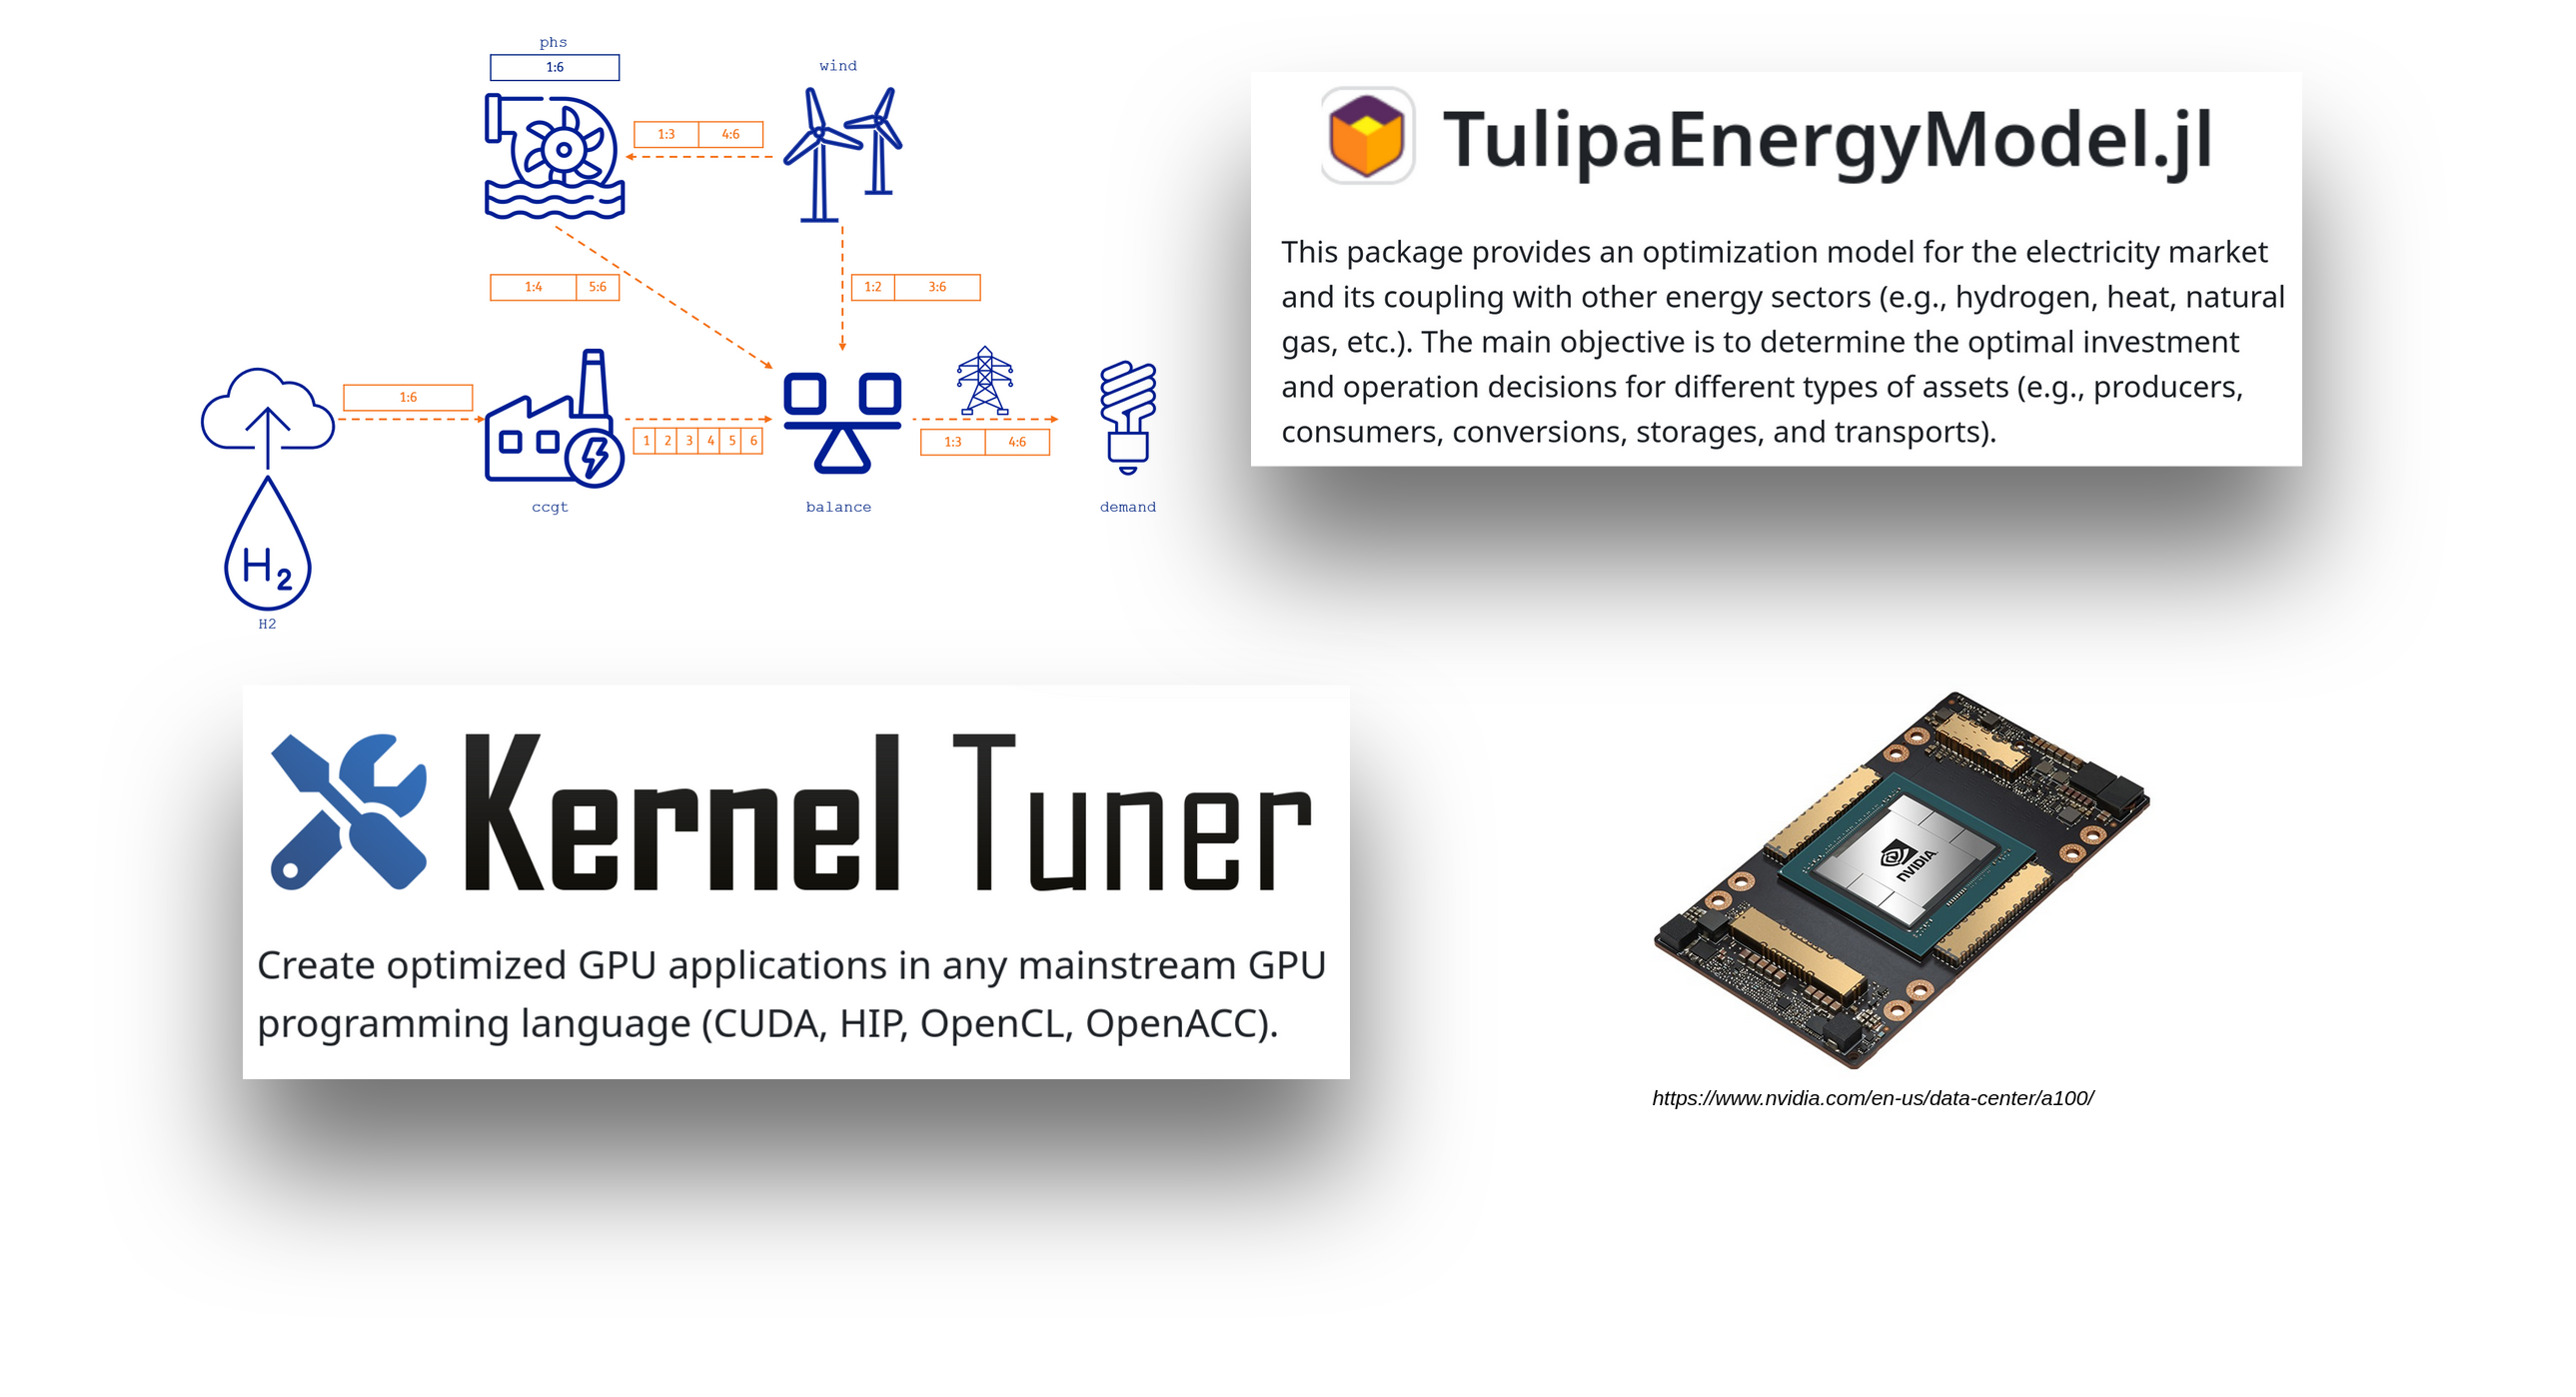 phs
1:6
wind
1:3 4:6
1:4 5:6
1:2 3:6
1:6
1 2 3 4 5 6
1:3 4:6
ccgt
balance
demand
H2
H2
TulipaEnergyModel.jl
This package provides an optimization model for the electricity market
and its coupling with other energy sectors (e.g., hydrogen, heat, natural
gas, etc.). The main objective is to determine the optimal investment
and operation decisions for different types of assets (e.g., producers,
consumers, conversions, storages, and transports).
Kernel Tuner
Create optimized GPU applications in any mainstream GPU
programming language (CUDA, HIP, OpenCL, OpenACC).
NVIDIA
https://www.nvidia.com/en-us/data-center/a100/